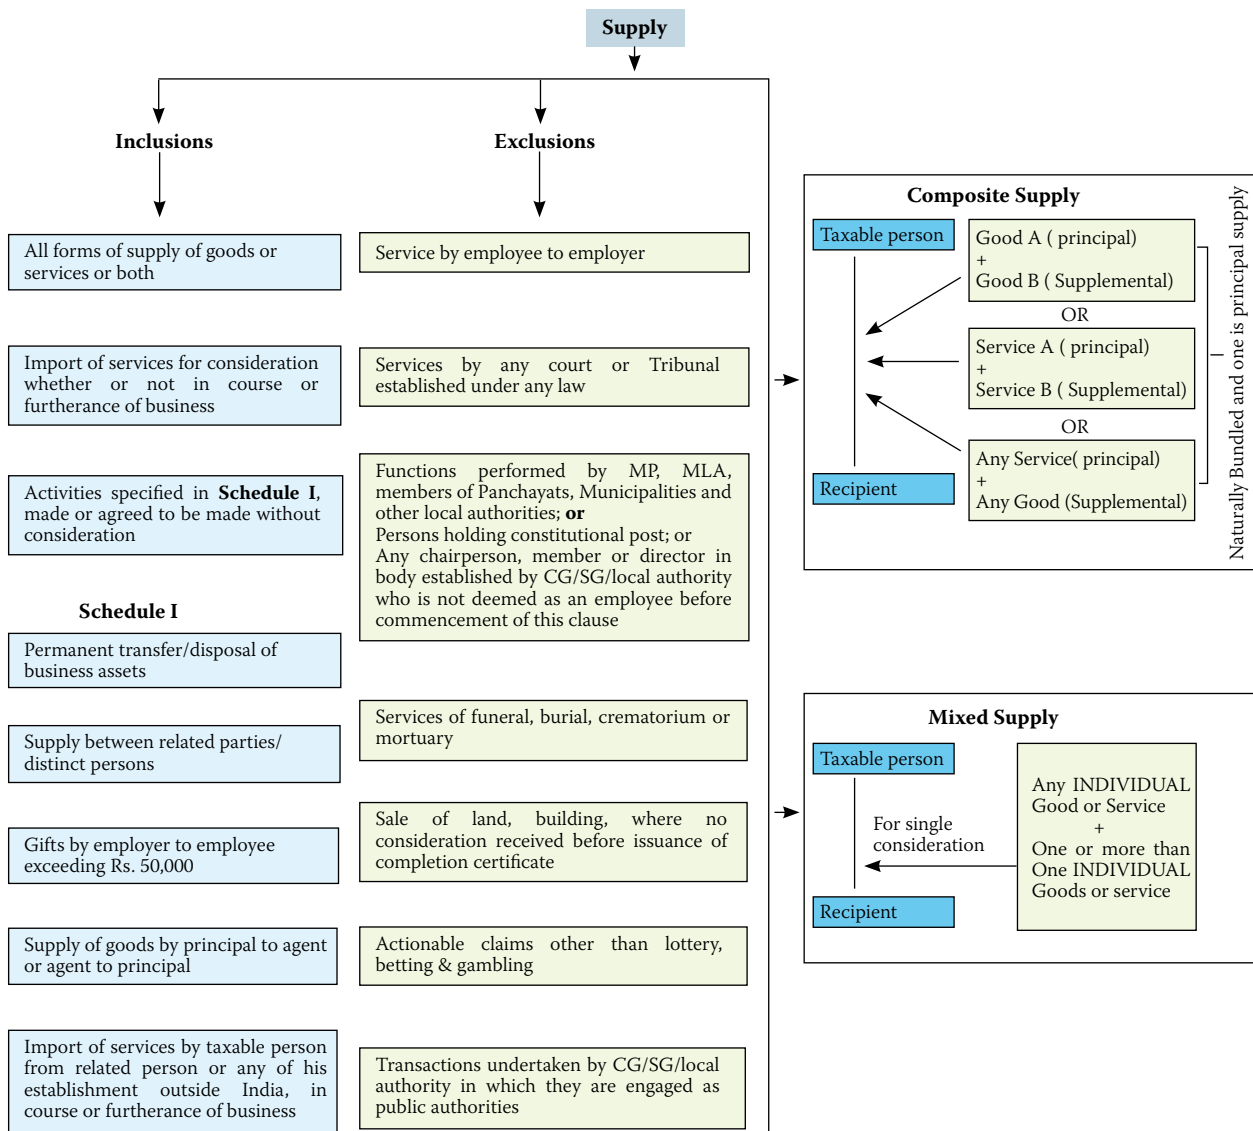 Supply
Inclusions
All forms of supply of goods or
services or both
Import of services for consideration
whether or not in course or
furtherance of business
Activities specified in Schedule I,
made or agreed to be made without
consideration
Schedule I
Permanent transfer/disposal of
business assets
Supply between related parties/
distinct persons
Gifts by employer to employee
exceeding Rs. 50,000
Supply of goods by principal to agent
or agent to principal
Import of services by taxable person
from related person or any of his
establishment outside India, in
course or furtherance of business
Exclusions
Service by employee to employer
Services by any court or Tribunal
established under any law
Functions performed by MP, MLA,
members of Panchayats, Municipalities and
other local authorities; or
Persons holding constitutional post; or
Any chairperson, member or director in
body established by CG/SG/local authority
who is not deemed as an employee before
commencement of this clause
Services of funeral, burial, crematorium or
mortuary
Sale of land, building, where no
consideration received before issuance of
completion certificate
Actionable claims other than lottery,
betting & gambling
Transactions undertaken by CG/SG/local
authority in which they are engaged as
public authorities
Composite Supply
Taxable person
Recipient
Good A ( principal)
+
Good B ( Supplemental)
OR
Service A ( principal)
+
Service B ( Supplemental)
OR
Any Service( principal)
+
Any Good (Supplemental)
Naturally Bundled and one is principal supply
Mixed Supply
Taxable person
For single
consideration
Recipient
Any INDIVIDUAL
Good or Service
+
One or more than
One INDIVIDUAL
Goods or service